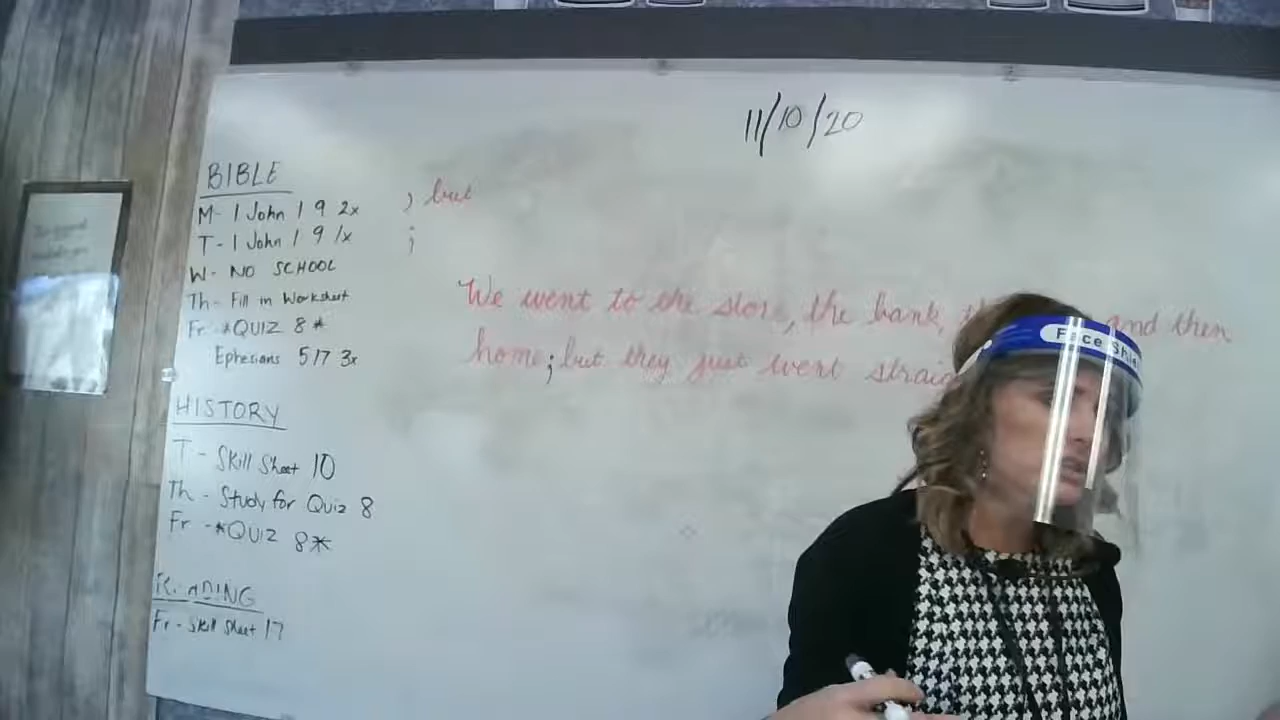 11/10/20
BIBLE
M- 1 John 1 9 2x
T- 1 John 1 9 1x
W- NO SCHOOL
Th- Fill in Worksheet
Fr- *QUIZ 8*
Ephesians 5 17 3x
HISTORY
T- Skill Sheet 10
Th - Study for Quiz 8
Fr - *QUIZ 8*
READING
Fr - Skill Sheet 17
, but
;
We went to the store, the bank, and then
home; but they just went
Face Shie